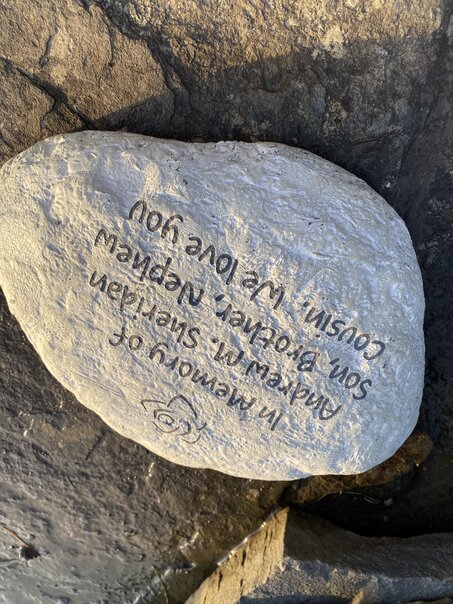 In Memory of
Andrew M. Sheridan
Son, Brother, Nephew
Cousin, We love you